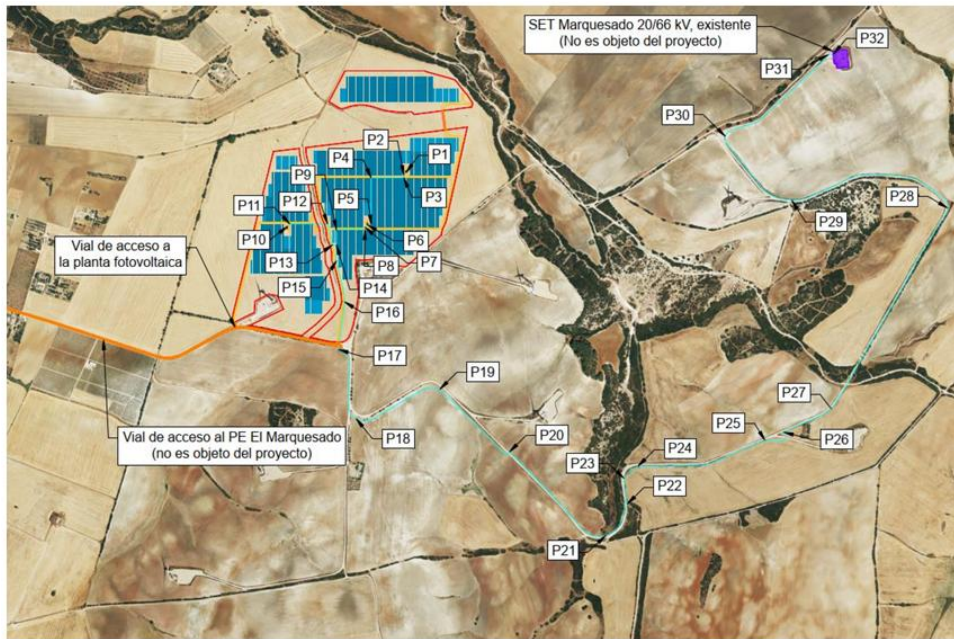 SET Marquesado 20/66 kV, existente
(No es objeto del proyecto)
P32
P31
P30
P2
P1
P4
P9
P3
P12
P5
P11
P28
P29
P10
P6
P7
Vial de acceso a
la planta fotovoltaica
P13
P8
P14
P15
P16
P17
P19
P27
P25
P26
P18
P20
Vial de acceso al PE El Marquesado
(no es objeto del proyecto)
P24
P23
P22
P21